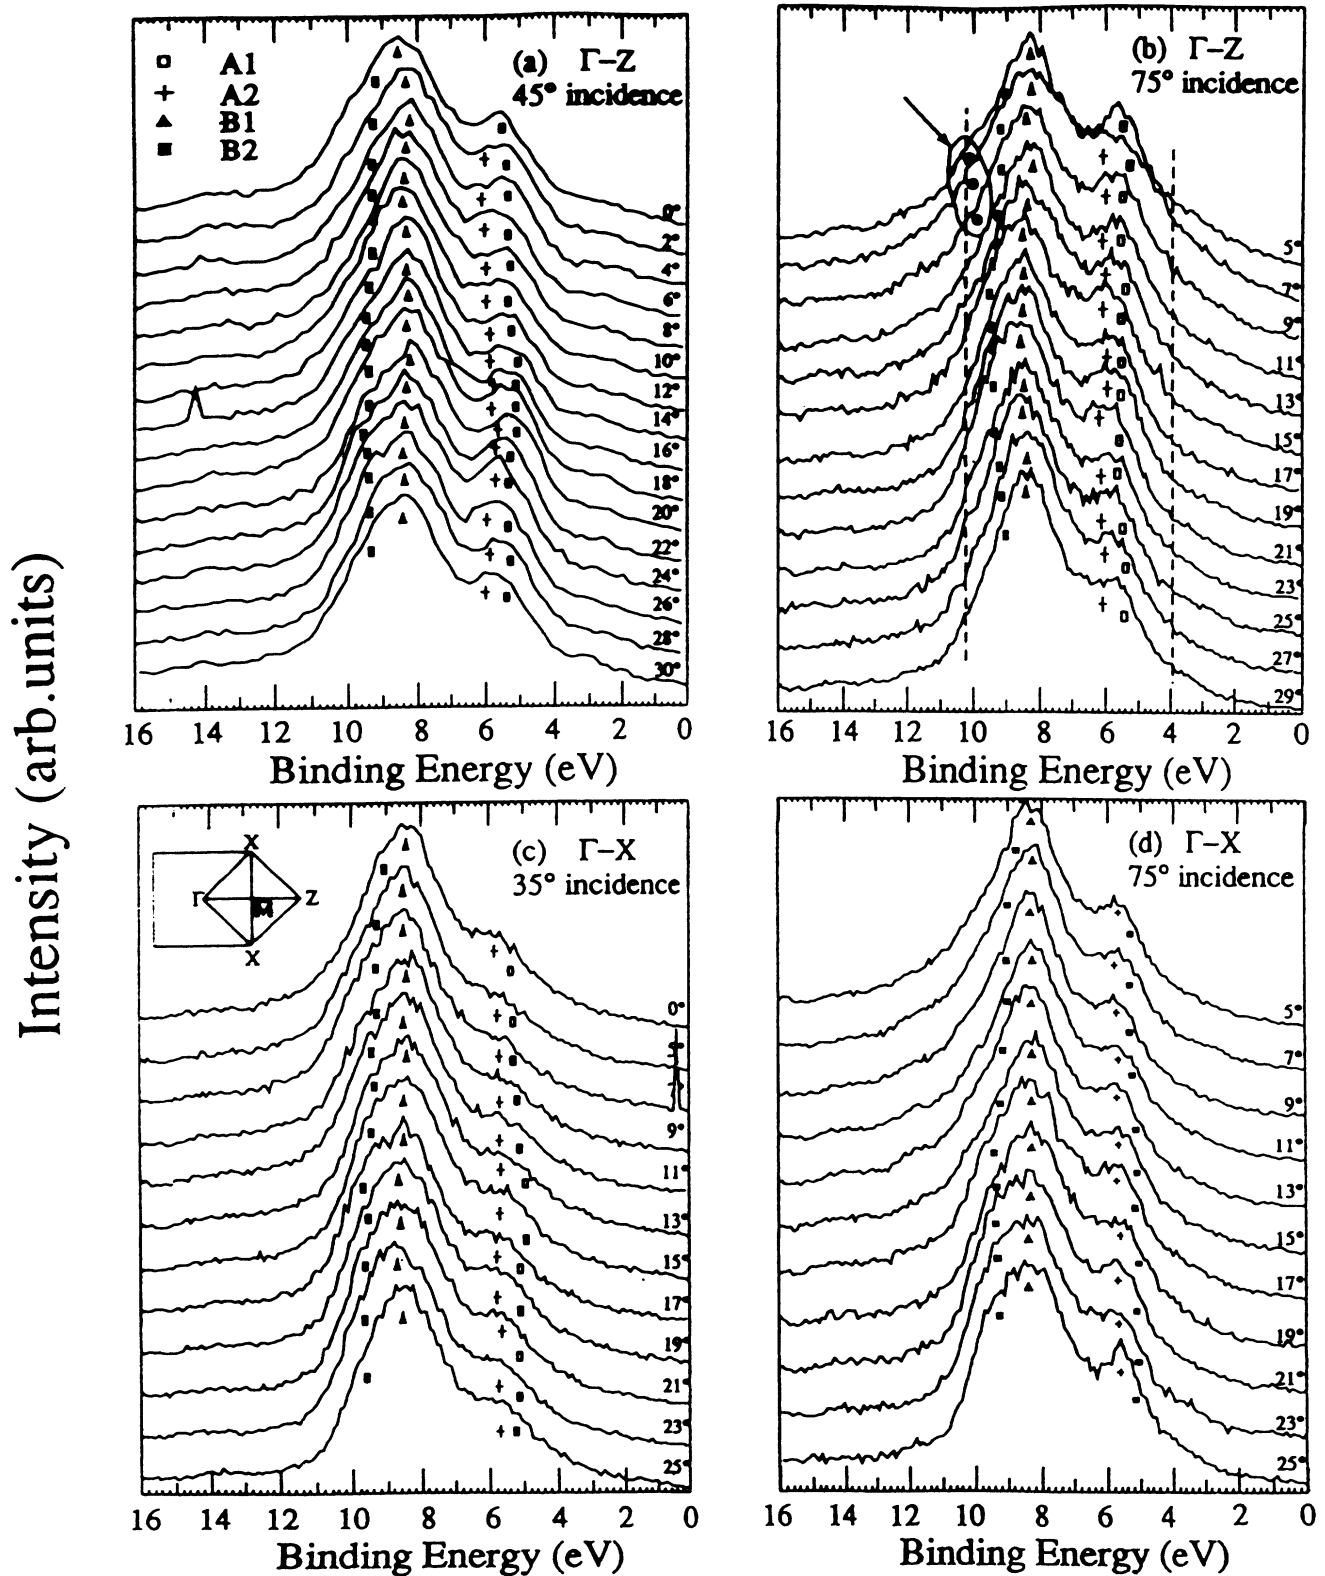 Intensity (arb.units)
A1
A2
B1
B2
(a) Γ–Z
45° incidence
0°
2°
4°
6°
8°
10°
12°
14°
16°
18°
20°
22°
24°
26°
28°
30°
16 14 12 10 8 6 4 2 0
Binding Energy (eV)
(b) Γ–Z
75° incidence
5°
7°
9°
11°
13°
15°
17°
19°
21°
23°
25°
27°
29°
16 14 12 10 8 6 4 2 0
Binding Energy (eV)
(c) Γ–X
35° incidence
X
Γ
M̅
Z
X
0°
9°
11°
13°
15°
17°
19°
21°
23°
25°
16 14 12 10 8 6 4 2 0
Binding Energy (eV)
(d) Γ–X
75° incidence
5°
7°
9°
11°
13°
15°
17°
19°
21°
23°
25°
16 14 12 10 8 6 4 2 0
Binding Energy (eV)